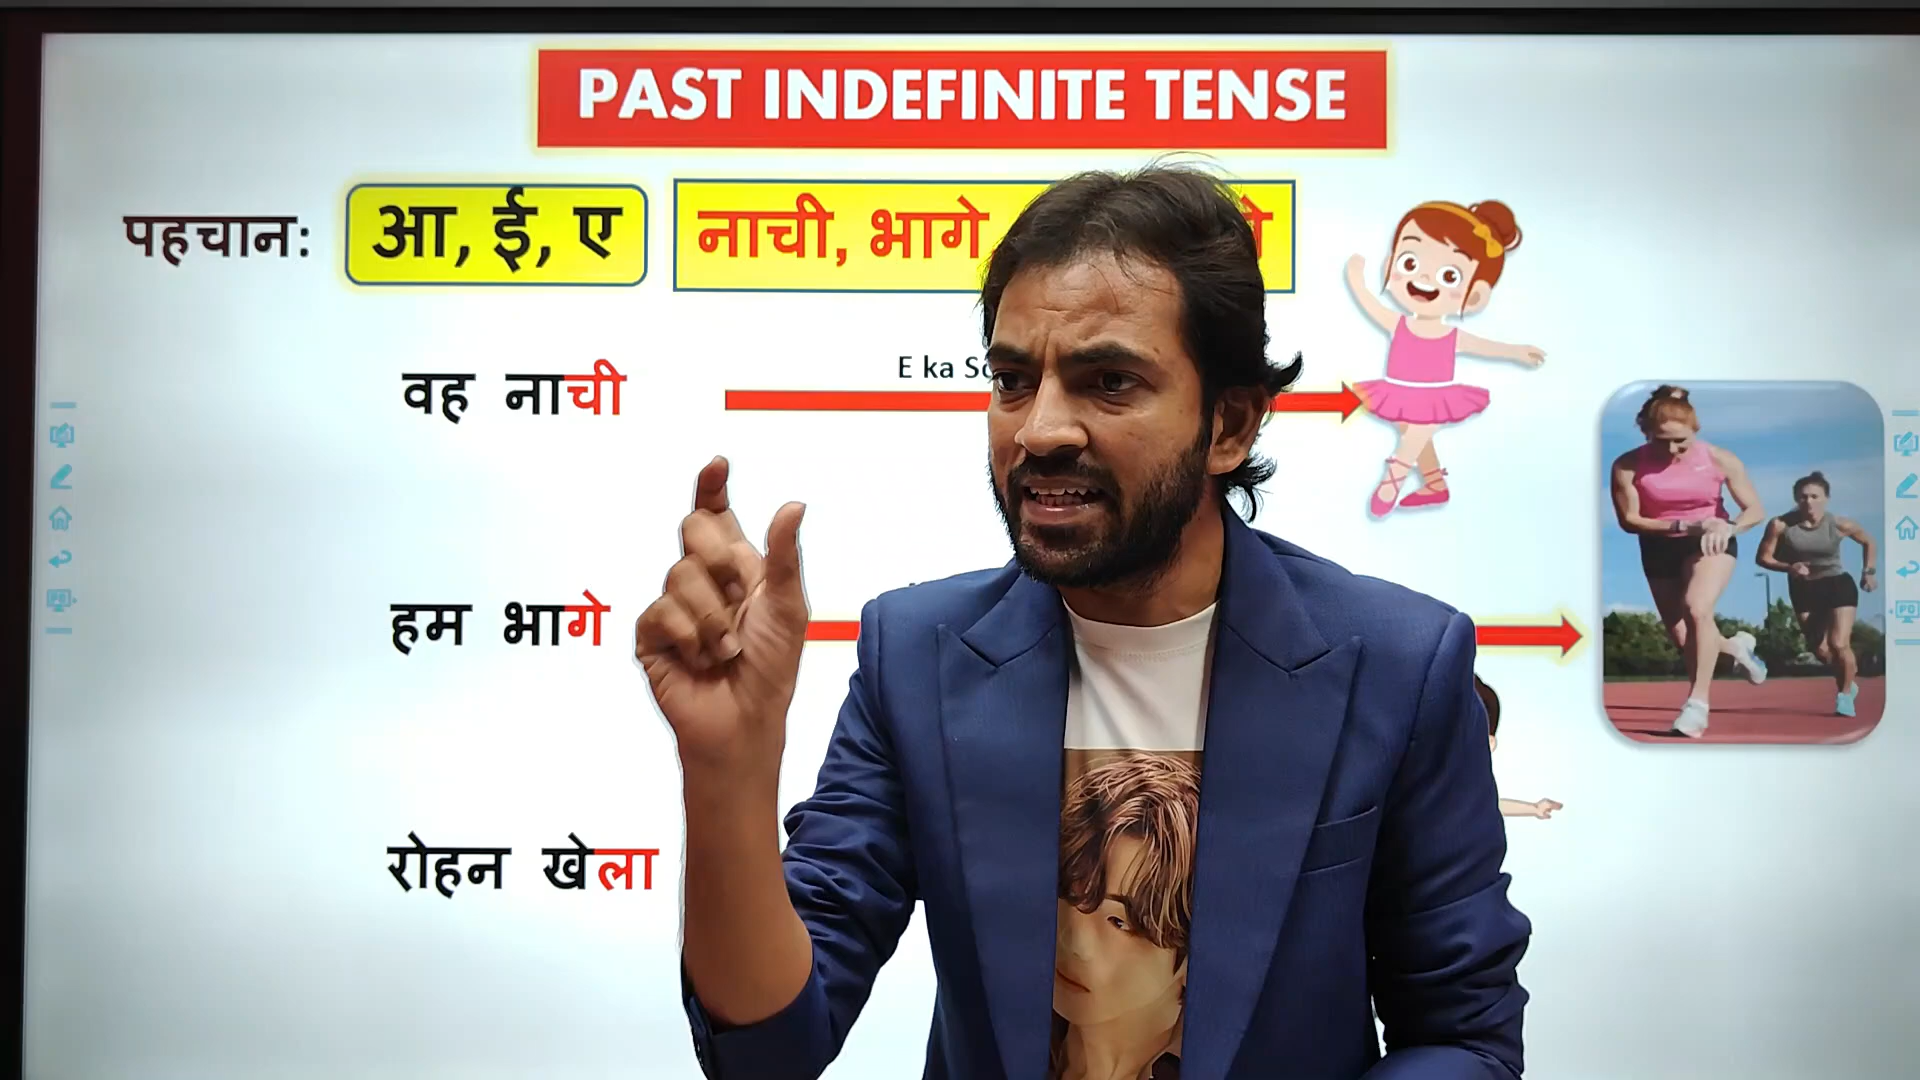 PAST INDEFINITE TENSE
पहचान: आ, ई, ए नाची, भागे
वह नाची
E ka
हम भागे
रोहन खेला